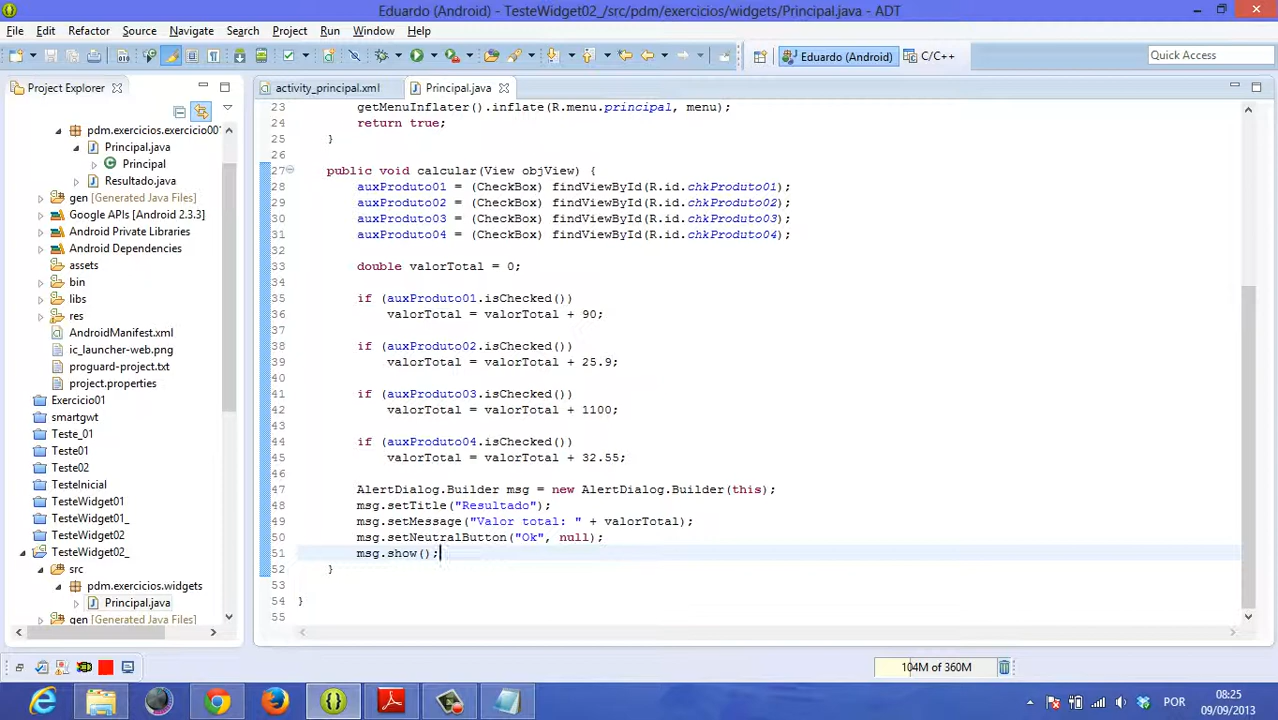 Eduardo (Android) - TesteWidget02_/src/pdm/exercicios/widgets/Principal.java - ADT
File Edit Refactor Source Navigate Search Project Run Window Help
Quick Access
Eduardo (Android)
C/C++
Project Explorer
activity_principal.xml
Principal.java
pdm.exercicios.exercicio00
Principal.java
Principal
Resultado.java
gen [Generated Java Files]
Google APIs [Android 2.3.3]
Android Private Libraries
Android Dependencies
assets
bin
libs
res
AndroidManifest.xml
ic_launcher-web.png
proguard-project.txt
project.properties
Exercicio01
smartgwt
Teste_01
Teste01
Teste02
TesteInicial
TesteWidget01
TesteWidget01_
TesteWidget02
TesteWidget02_
src
pdm.exercicios.widgets
Principal.java
gen [Generated Java Files]
23 getMenuInflater().inflate(R.menu.principal, menu);
24 return true;
25 }
26
27 public void calcular(View objView) {
28 auxProduto01 = (CheckBox) findViewById(R.id.chkProduto01);
29 auxProduto02 = (CheckBox) findViewById(R.id.chkProduto02);
30 auxProduto03 = (CheckBox) findViewById(R.id.chkProduto03);
31 auxProduto04 = (CheckBox) findViewById(R.id.chkProduto04);
32
33 double valorTotal = 0;
34
35 if (auxProduto01.isChecked())
36 valorTotal = valorTotal + 90;
37
38 if (auxProduto02.isChecked())
39 valorTotal = valorTotal + 25.9;
40
41 if (auxProduto03.isChecked())
42 valorTotal = valorTotal + 1100;
43
44 if (auxProduto04.isChecked())
45 valorTotal = valorTotal + 32.55;
46
47 AlertDialog.Builder msg = new AlertDialog.Builder(this);
48 msg.setTitle("Resultado");
49 msg.setMessage("Valor total: " + valorTotal);
50 msg.setNeutralButton("Ok", null);
51 msg.show();
52 }
53
54 }
55
104M of 360M
POR
08:25
09/09/2013